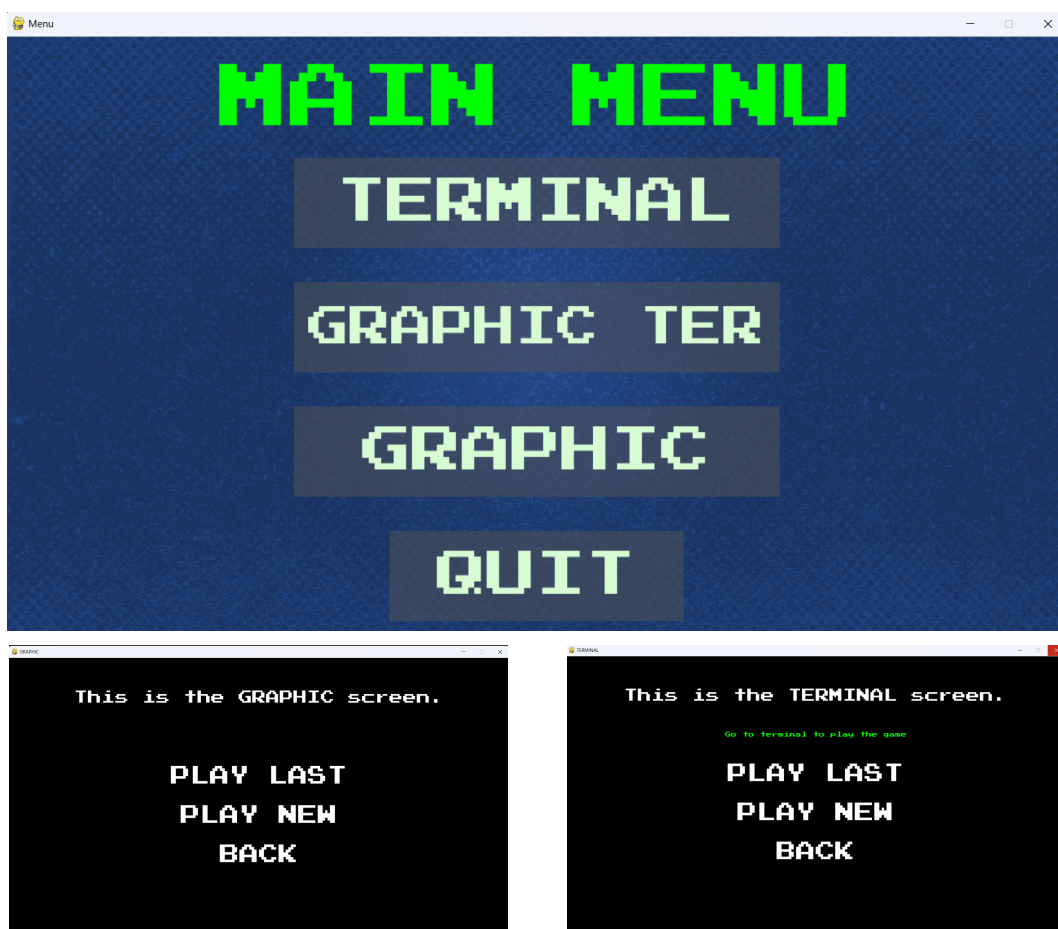 Menu
MAIN MENU
TERMINAL
GRAPHIC TER
GRAPHIC
QUIT
GRAPHIC
This is the GRAPHIC screen.
PLAY LAST
PLAY NEW
BACK
TERMINAL
This is the TERMINAL screen.
Go to terminal to play the game
PLAY LAST
PLAY NEW
BACK